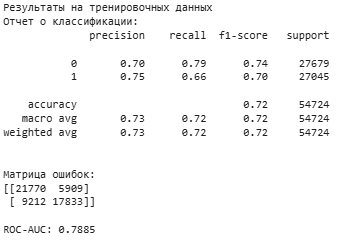 Результаты на тренировочных данных
Отчет о классификации:
precision recall f1-score support
0 0.70 0.79 0.74 27679
1 0.75 0.66 0.70 27045
accuracy 0.72 54724
macro avg 0.73 0.72 0.72 54724
weighted avg 0.73 0.72 0.72 54724
Матрица ошибок:
[[21770 5909]
[ 9212 17833]]
ROC-AUC: 0.7885